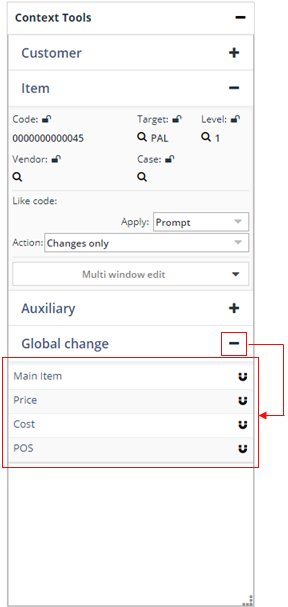 Context Tools
Customer
Item
Code: Target: Level:
0000000000045 PAL 1
Vendor: Case:
Like code:
Apply: Prompt
Action: Changes only
Multi window edit
Auxiliary
Global change
Main Item
Price
Cost
POS